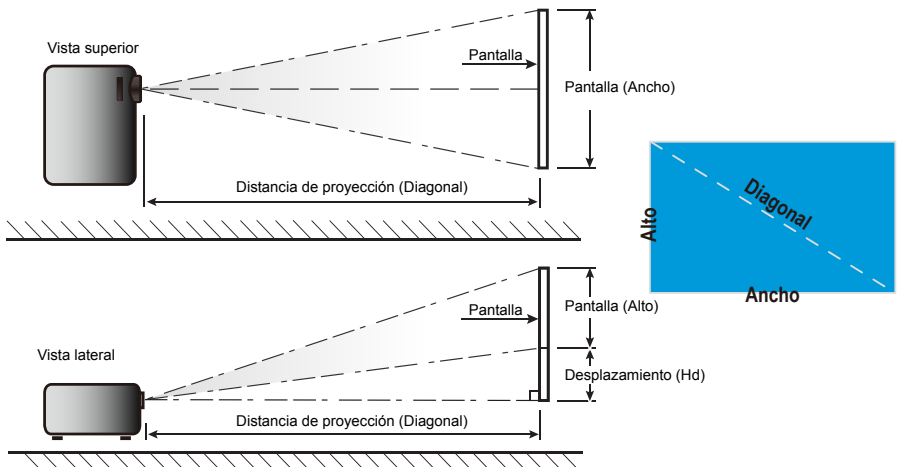 Vista superior
Pantalla
Pantalla (Ancho)
Distancia de proyección (Diagonal)
Alto
Diagonal
Ancho
Pantalla
Pantalla (Alto)
Vista lateral
Desplazamiento (Hd)
Distancia de proyección (Diagonal)